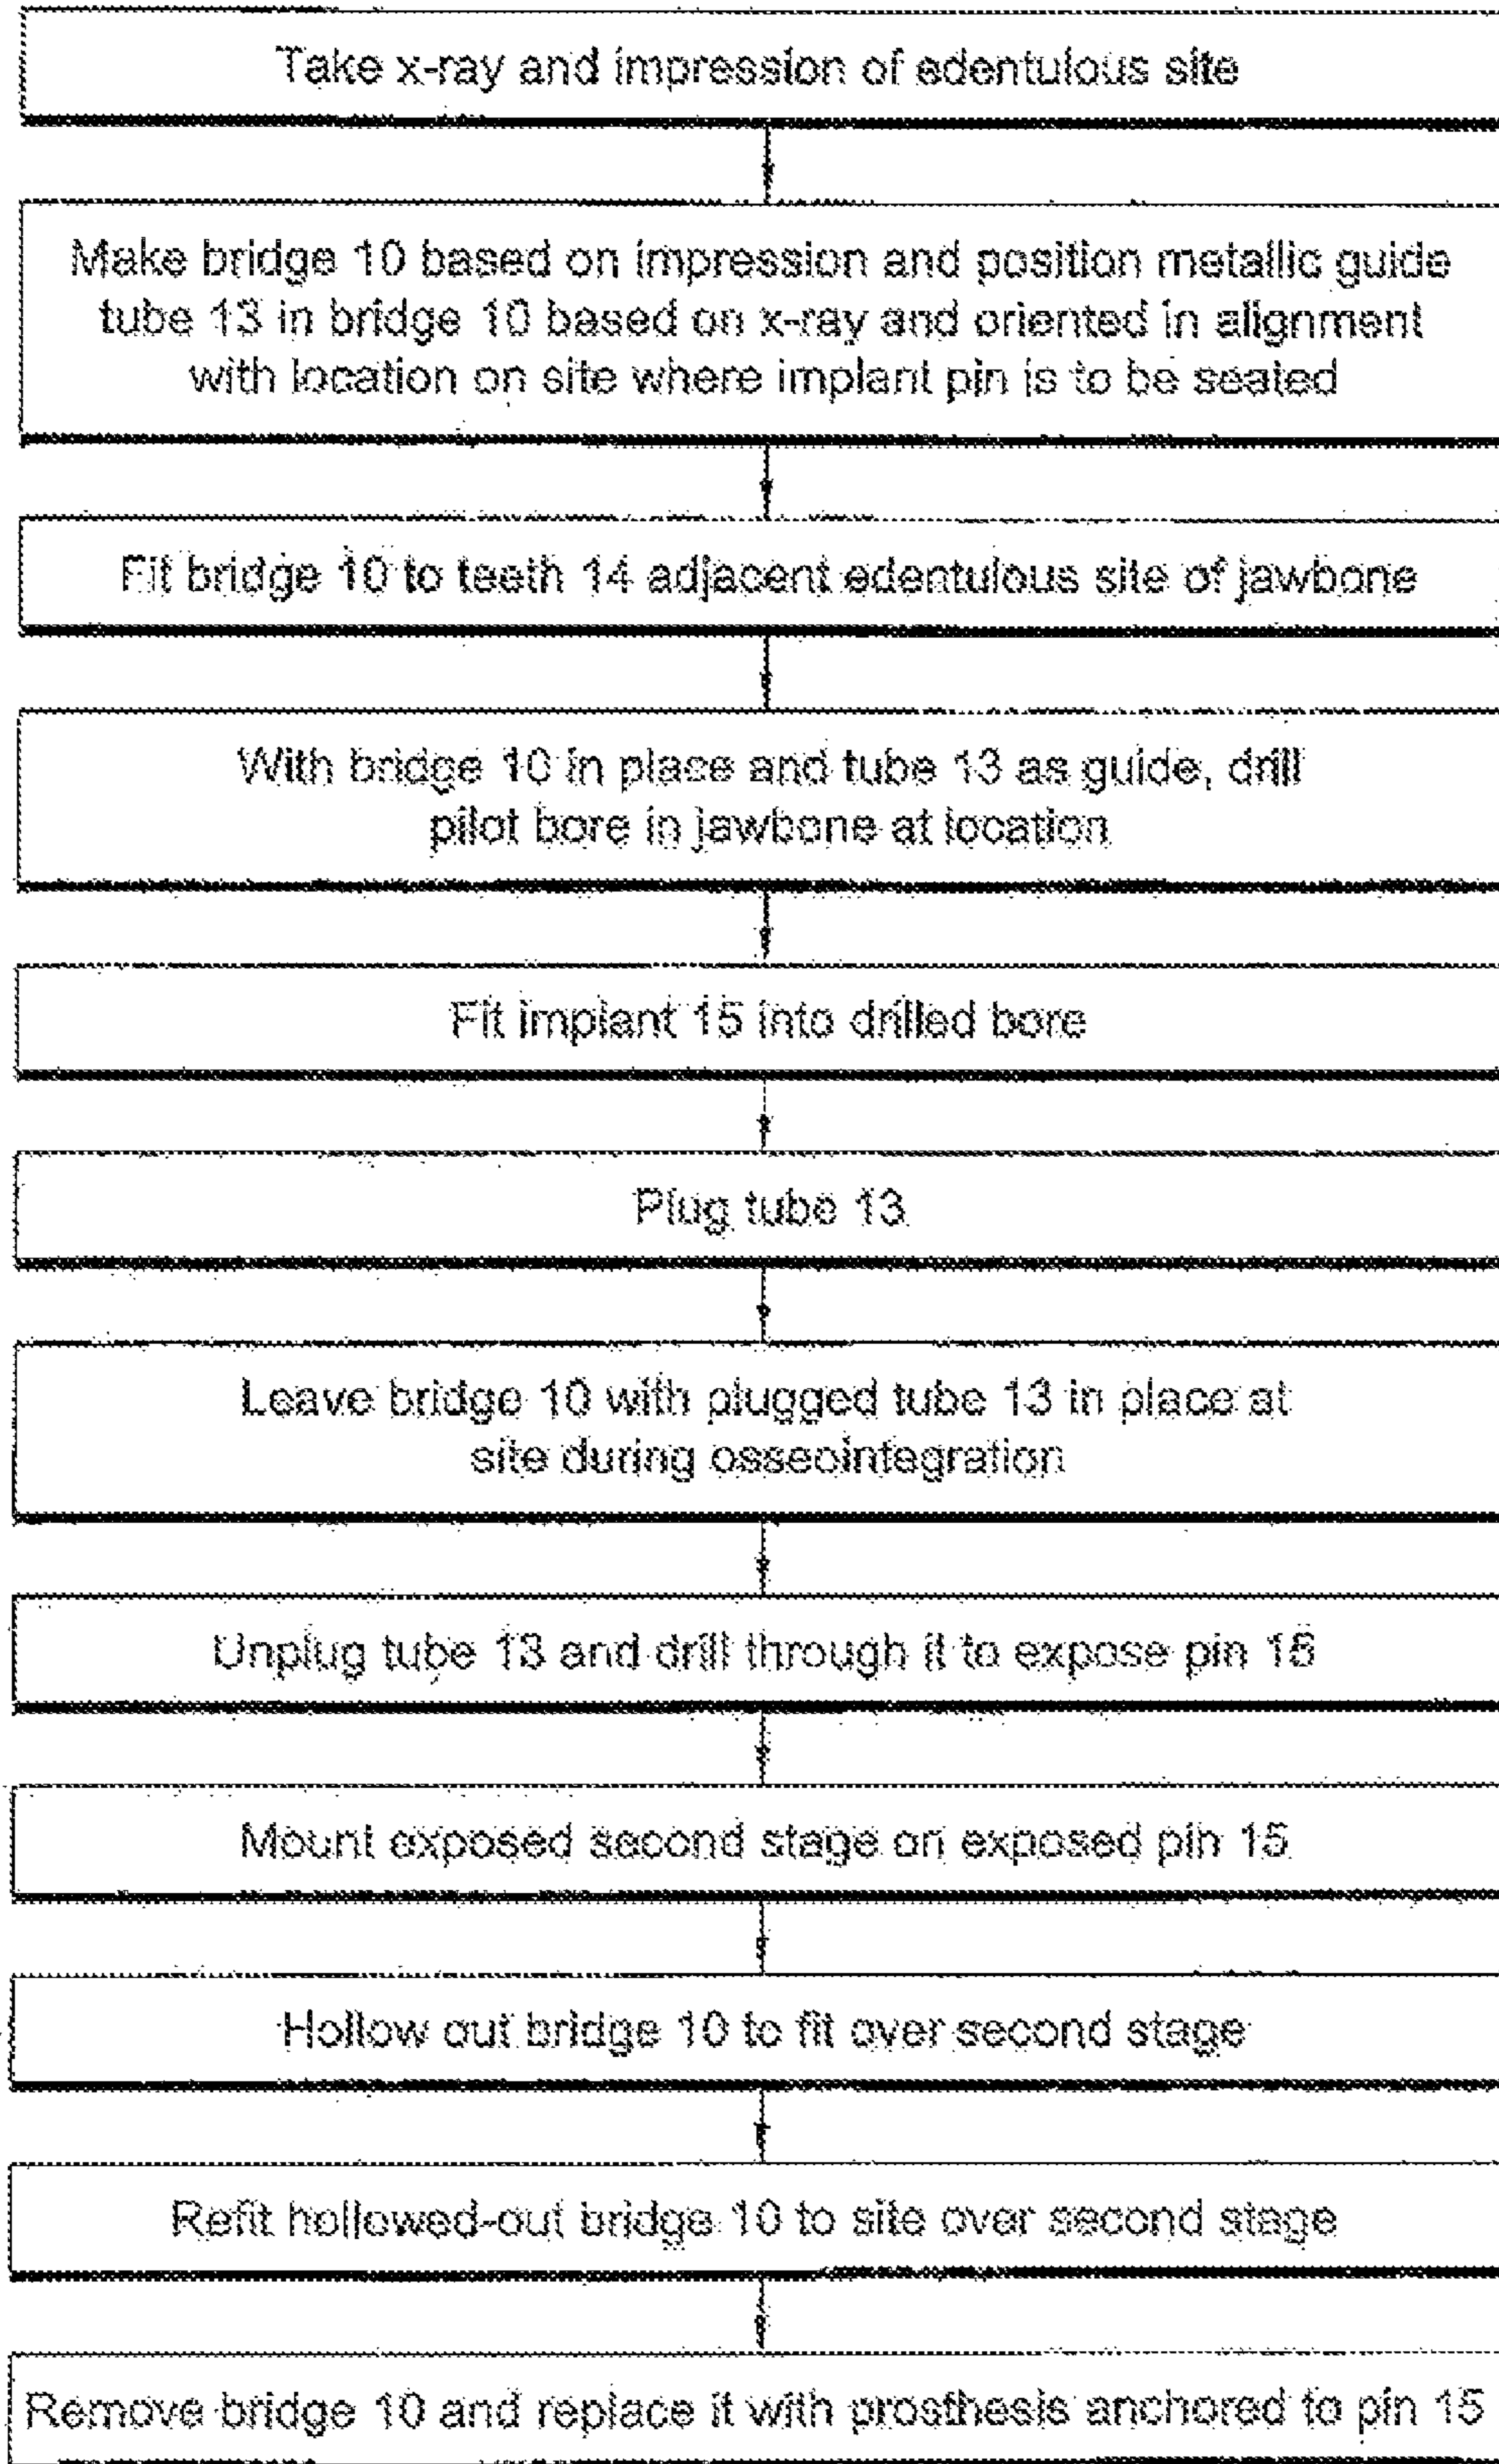 Take x-ray and impression of edentulous site
Make bridge 10 based on impression and position metallic guide
tube 13 in bridge 10 based on x-ray and oriented in alignment
with location on site where implant pin is to be seated
Fit bridge 10 to teeth 14 adjacent edentulous site of jawbone
With bridge 10 in place and tube 13 as guide, drill
pilot bore in jawbone at location
Fit implant 15 into drilled bore
Plug tube 13
Leave bridge 10 with plugged tube 13 in place at
site during osseointegration
Unplug tube 13 and drill through it to expose pin 15
Mount exposed second stage on exposed pin 15
Hollow out bridge 10 to fit over second stage
Refit hollowed-out bridge 10 to site over second stage
Remove bridge 10 and replace it with prosthesis anchored to pin 15